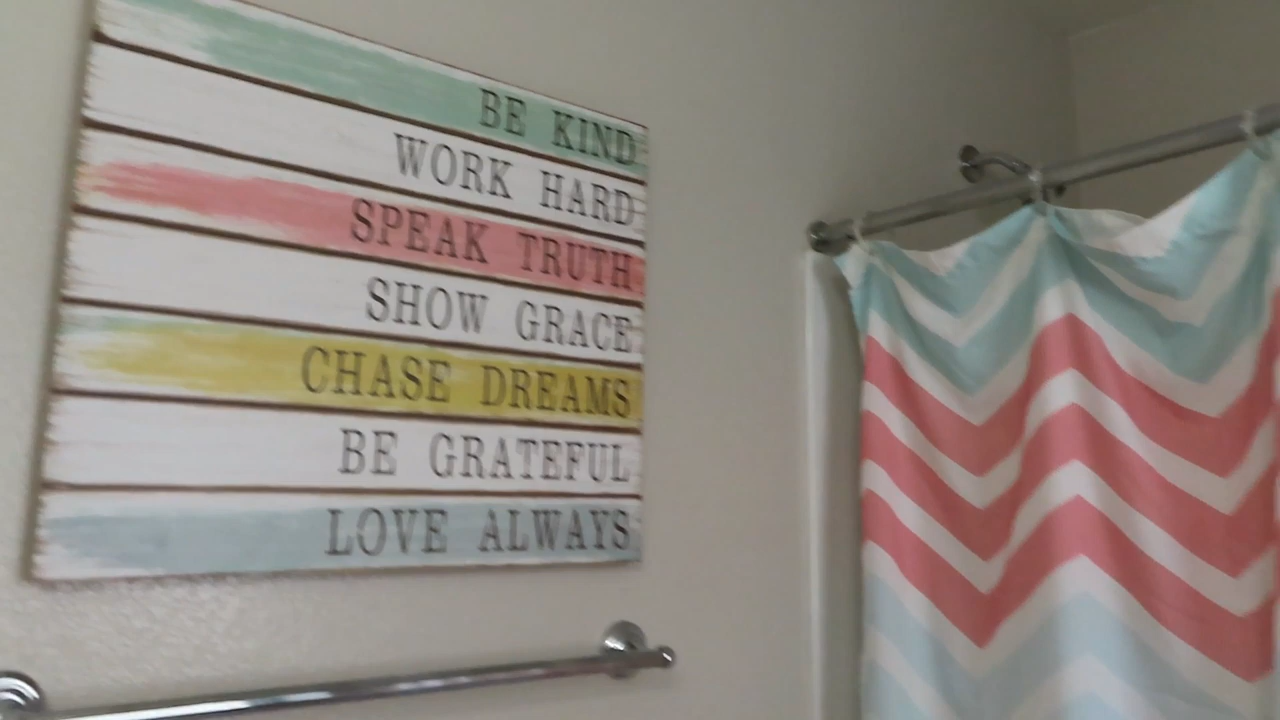 BE KIND
WORK HARD
SPEAK TRUTH
SHOW GRACE
CHASE DREAMS
BE GRATEFUL
LOVE ALWAYS